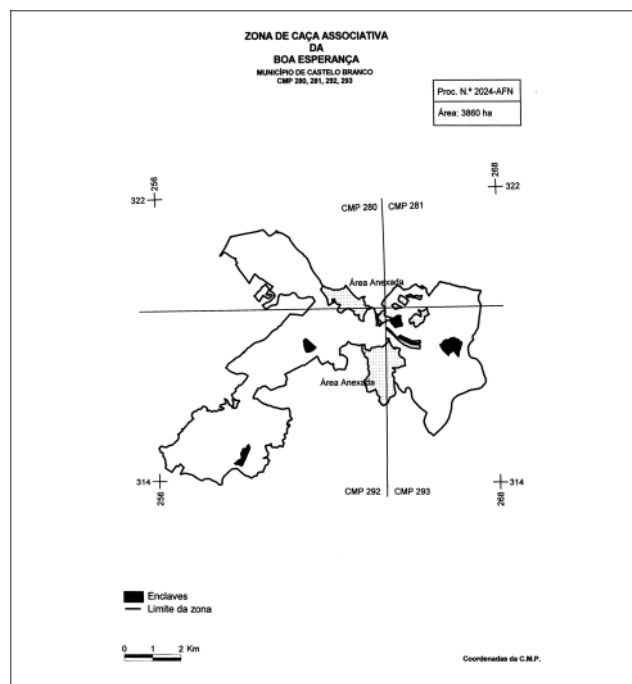 ZONA DE CAÇA ASSOCIATIVA
DA
BOA ESPERANÇA
MUNICÍPIO DE CASTELO BRANCO
CMP 280, 281, 292, 293
Proc. N.º 2024-AFN
Área: 3860 ha
256
268
322
322
CMP 280
CMP 281
Área Anexada
Área Anexada
314
314
CMP 292
CMP 293
256
268
Enclaves
Limite da zona
0 1 2 Km
Coordenadas da C.M.P.